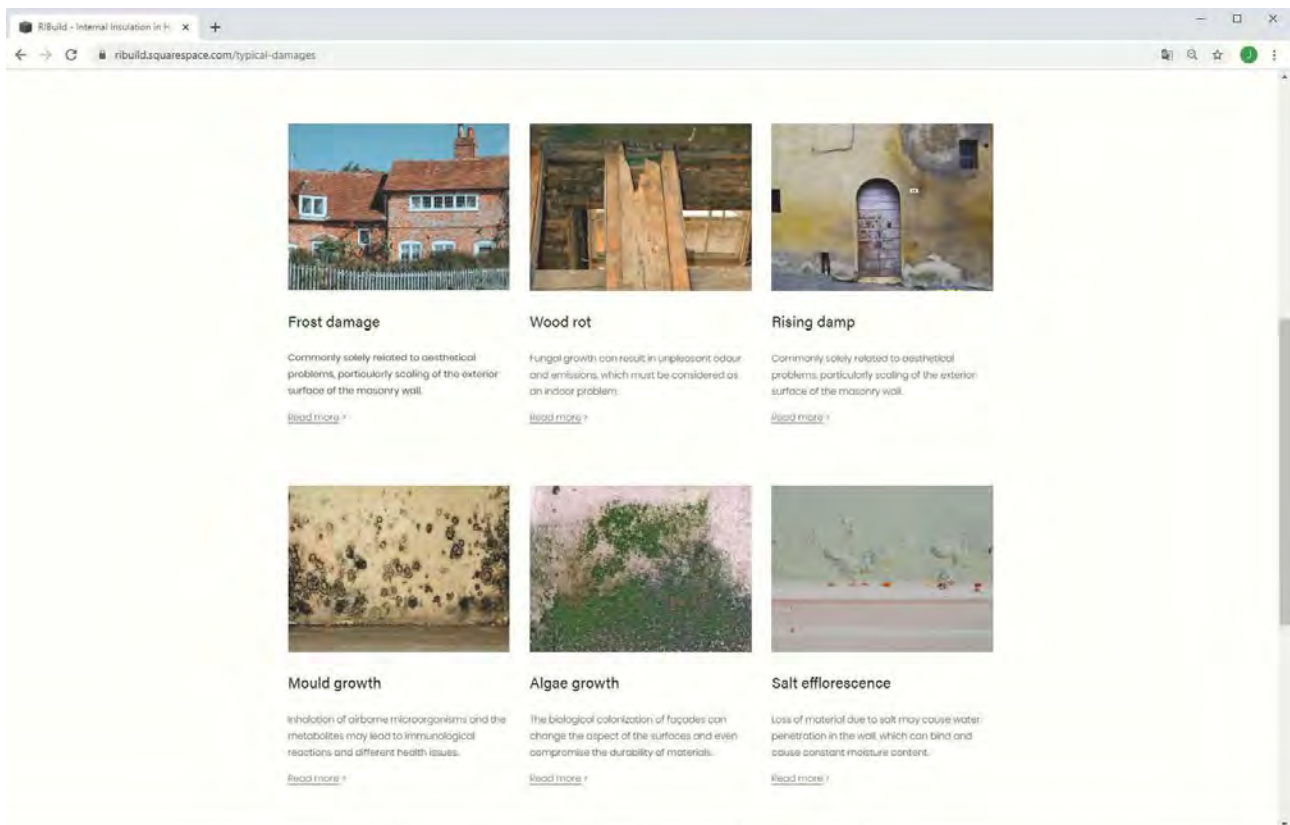 RIBuild - Internal Insulation in H
ribuild.squarespace.com/typical-damages
J
Frost damage
Commonly solely related to aesthetical
problems, particularly scaling of the exterior
surface of the masonry wall.
Read more >
Wood rot
Fungal growth can result in unpleasant odour
and emissions, which must be considered as
an indoor problem.
Read more >
Rising damp
Commonly solely related to aesthetical
problems, particularly scaling of the exterior
surface of the masonry wall.
Read more >
Mould growth
Inhalation of airborne microorganisms and the
metabolites may lead to immunological
reactions and different health issues.
Read more >
Algae growth
The biological colonization of façades can
change the aspect of the surfaces and even
compromise the durability of materials.
Read more >
Salt efflorescence
Loss of material due to salt may cause water
penetration in the wall, which can bind and
cause constant moisture content.
Read more >